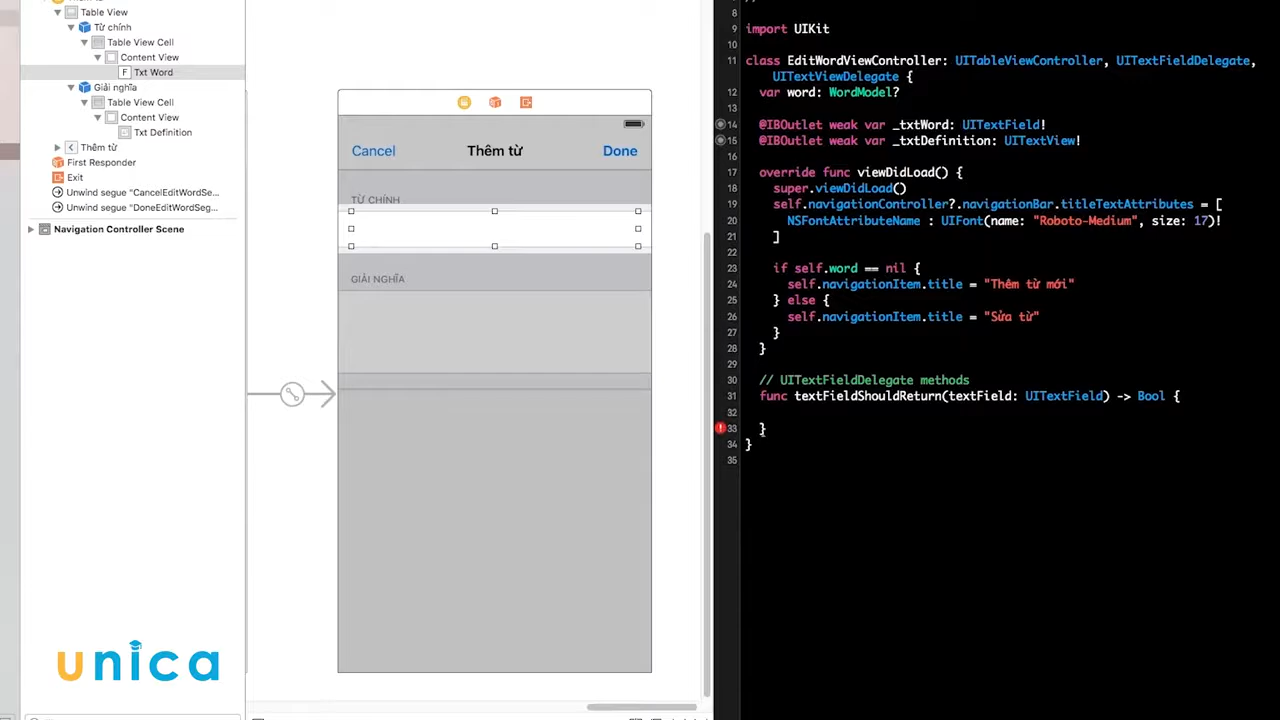 Table View
Từ chính
Table View Cell
Content View
F Txt Word
Giải nghĩa
Table View Cell
Content View
Txt Definition
Thêm từ
First Responder
Exit
Unwind segue "CancelEditWordSe...
Unwind segue "DoneEditWordSeg...
Navigation Controller Scene
unica
Cancel
Thêm từ
Done
TỪ CHÍNH
GIẢI NGHĨA
8
9 import UIKit
10
11 class EditWordViewController: UITableViewController, UITextFieldDelegate,
UITextViewDelegate {
12 var word: WordModel?
13
14 @IBOutlet weak var _txtWord: UITextField!
15 @IBOutlet weak var _txtDefinition: UITextView!
16
17 override func viewDidLoad() {
18 super.viewDidLoad()
19 self.navigationController?.navigationBar.titleTextAttributes = [
20 NSFontAttributeName : UIFont(name: "Roboto-Medium", size: 17)!
21 ]
22
23 if self.word == nil {
24 self.navigationItem.title = "Thêm từ mới"
25 } else {
26 self.navigationItem.title = "Sửa từ"
27 }
28 }
29
30 // UITextFieldDelegate methods
31 func textFieldShouldReturn(textField: UITextField) -> Bool {
32
33 }
34 }
35